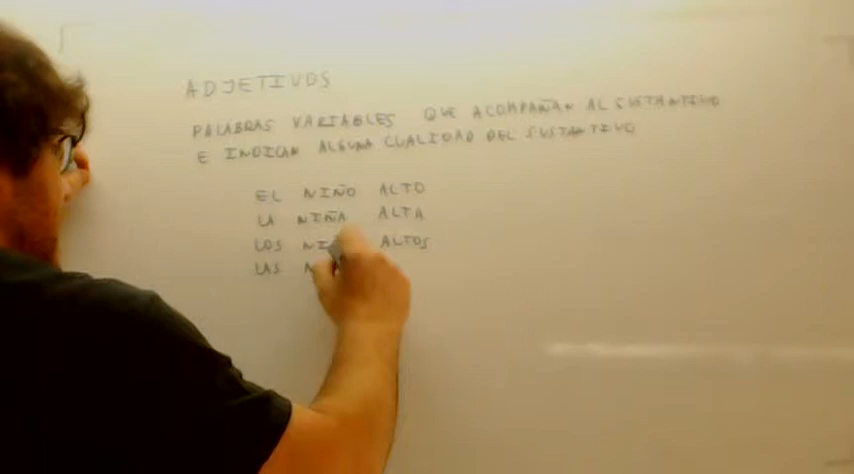 ADJETIVOS
PALABRAS VARIABLES QUE ACOMPAÑAN AL SUSTANTIVO
E INDICAN ALGUNA CUALIDAD DEL SUSTANTIVO
EL NIÑO ALTO
LA NIÑA ALTA
LOS ALTOS
LAS